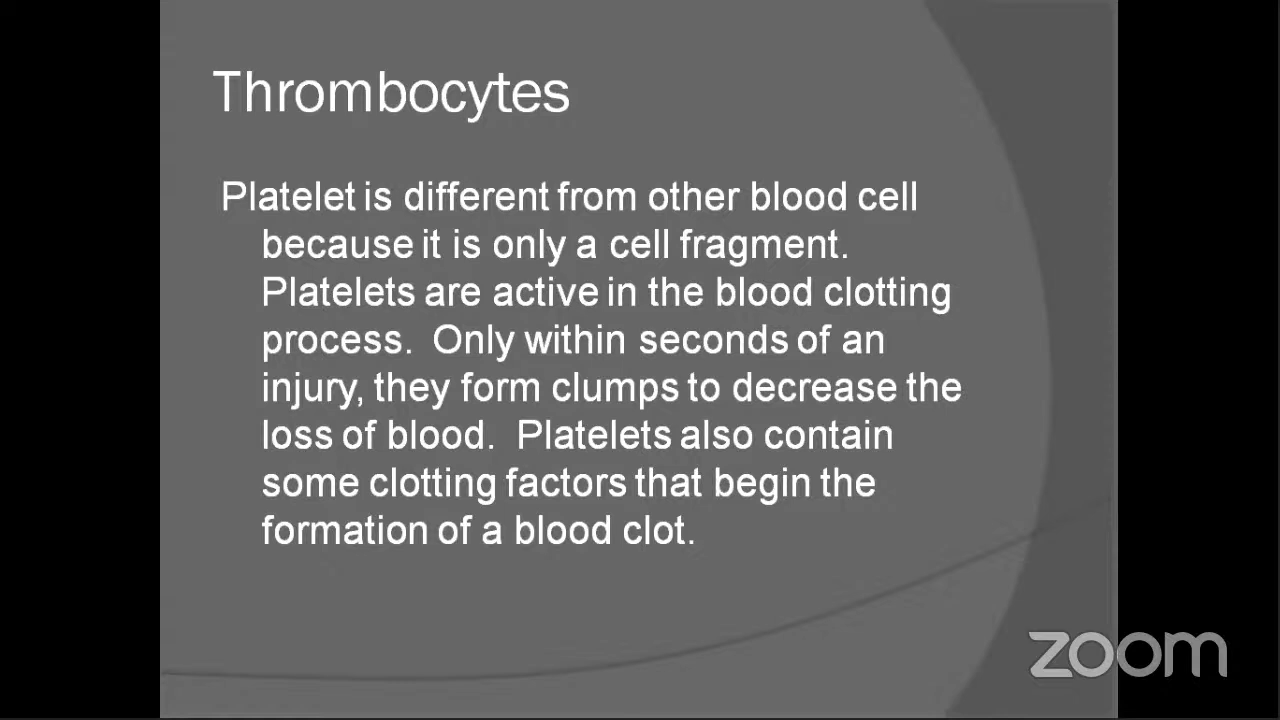 Thrombocytes
Platelet is different from other blood cell
because it is only a cell fragment.
Platelets are active in the blood clotting
process.  Only within seconds of an
injury, they form clumps to decrease the
loss of blood.  Platelets also contain
some clotting factors that begin the
formation of a blood clot.
zoom